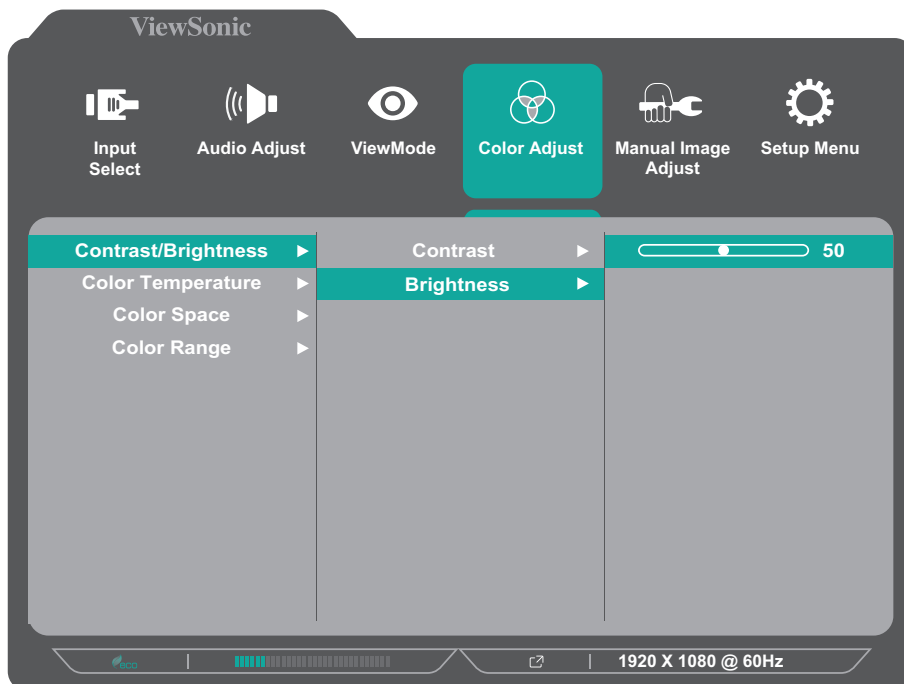 ViewSonic
Input
Select
Audio Adjust
ViewMode
Color Adjust
Manual Image
Adjust
Setup Menu
Contrast/Brightness
Color Temperature
Color Space
Color Range
Contrast
Brightness
50
eco
1920 X 1080 @ 60Hz